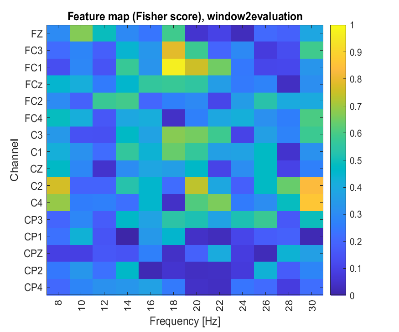 Feature map (Fisher score), window2evaluation
Channel
FZ
FC3
FC1
FCz
FC2
FC4
C3
C1
CZ
C2
C4
CP3
CP1
CPZ
CP2
CP4
8 10 12 14 16 18 20 22 24 26 28 30
Frequency [Hz]
1
0.9
0.8
0.7
0.6
0.5
0.4
0.3
0.2
0.1
0